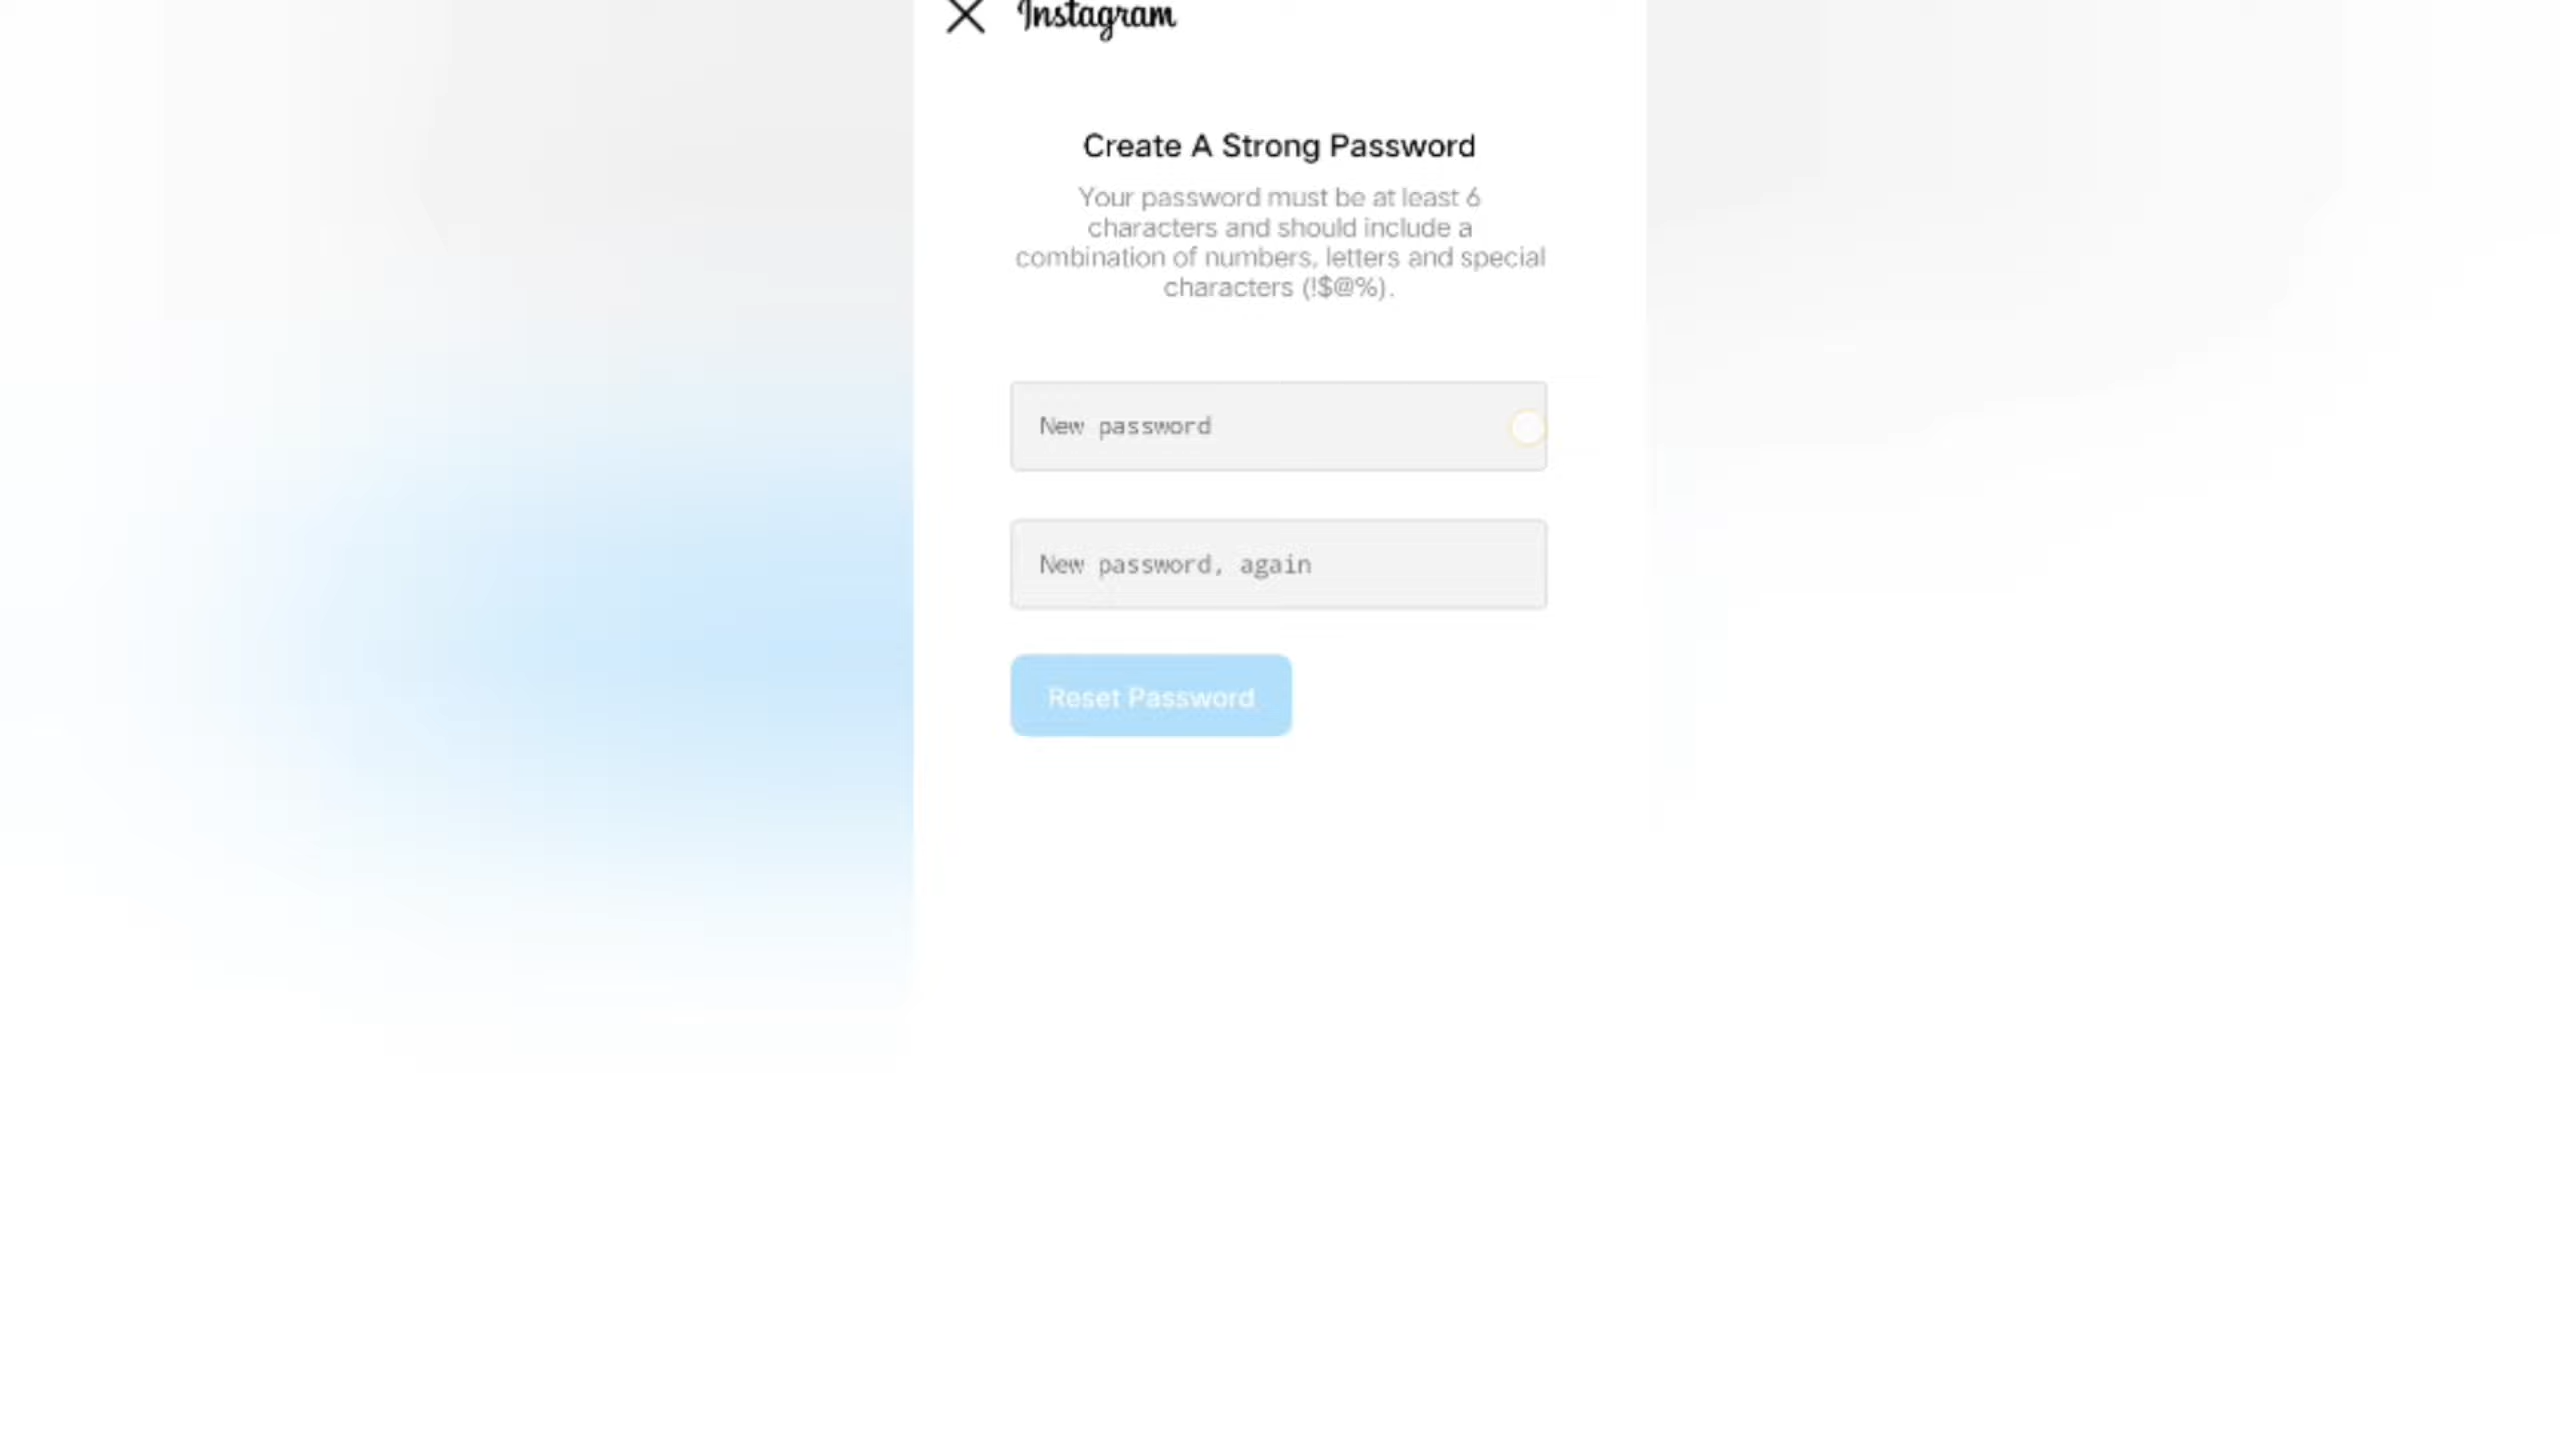 Instagram
Create A Strong Password
Your password must be at least 6
characters and should include a
combination of numbers, letters and special
characters (!$@%).
New password
New password, again
Reset Password